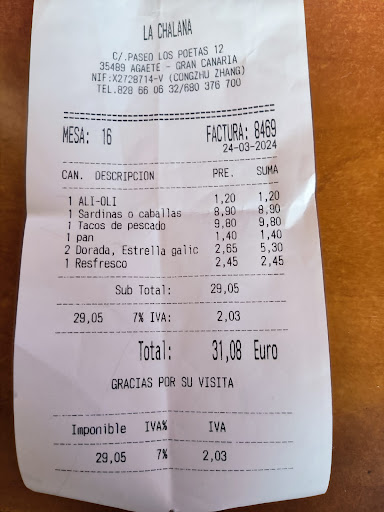 LA CHALANA
C/.PASEO LOS POETAS 12
35489 AGAETE - GRAN CANARIA
NIF:X2728714-V (CONGZHU ZHANG)
TEL.828 66 06 32/680 376 700
MESA: 16 FACTURA: 8469
24-03-2024
CAN. DESCRIPCION PRE. SUMA
1 ALI-OLI 1,20 1,20
1 Sardinas o caballas 8,90 8,90
1 Tacos de pescado 9,80 9,80
1 pan 1,40 1,40
2 Dorada, Estrella galic 2,65 5,30
1 Resfresco 2,45 2,45
Sub Total: 29,05
29,05 7% IVA: 2,03
Total: 31,08 Euro
GRACIAS POR SU VISITA
Imponible IVA% IVA
29,05 7% 2,03